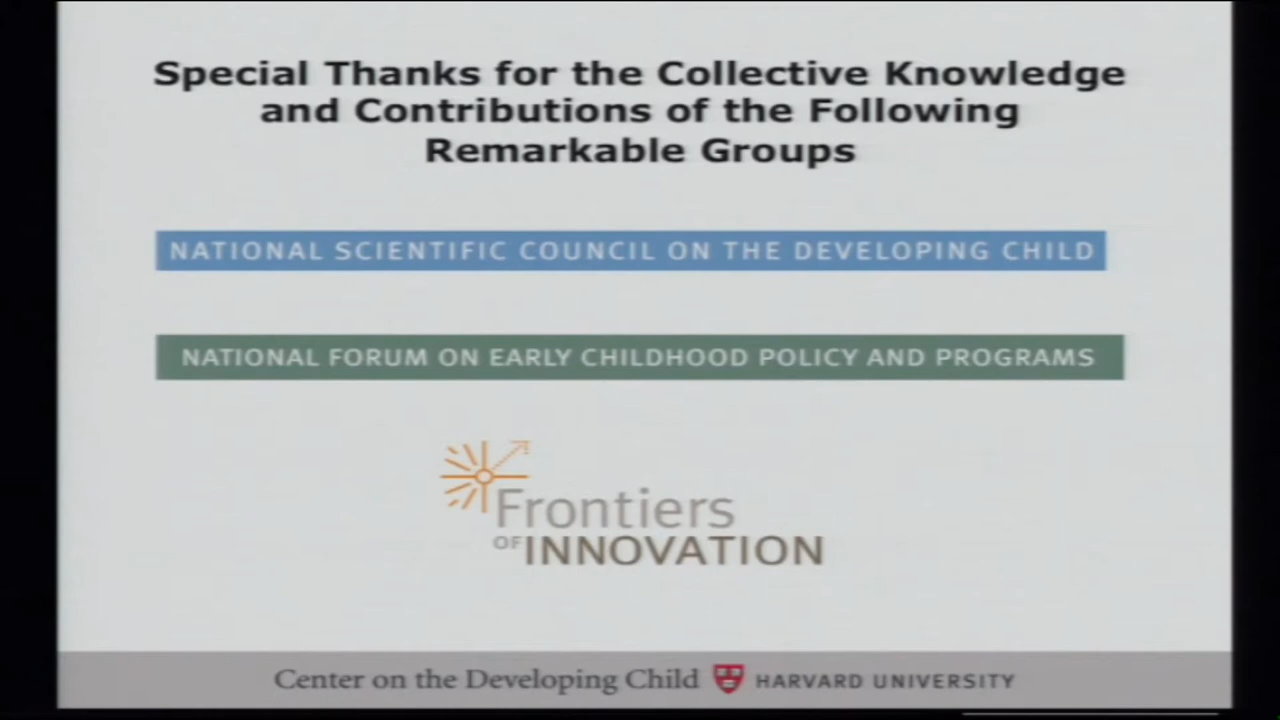 Special Thanks for the Collective Knowledge
and Contributions of the Following
Remarkable Groups
NATIONAL SCIENTIFIC COUNCIL ON THE DEVELOPING CHILD
NATIONAL FORUM ON EARLY CHILDHOOD POLICY AND PROGRAMS
Frontiers
OF INNOVATION
Center on the Developing Child HARVARD UNIVERSITY